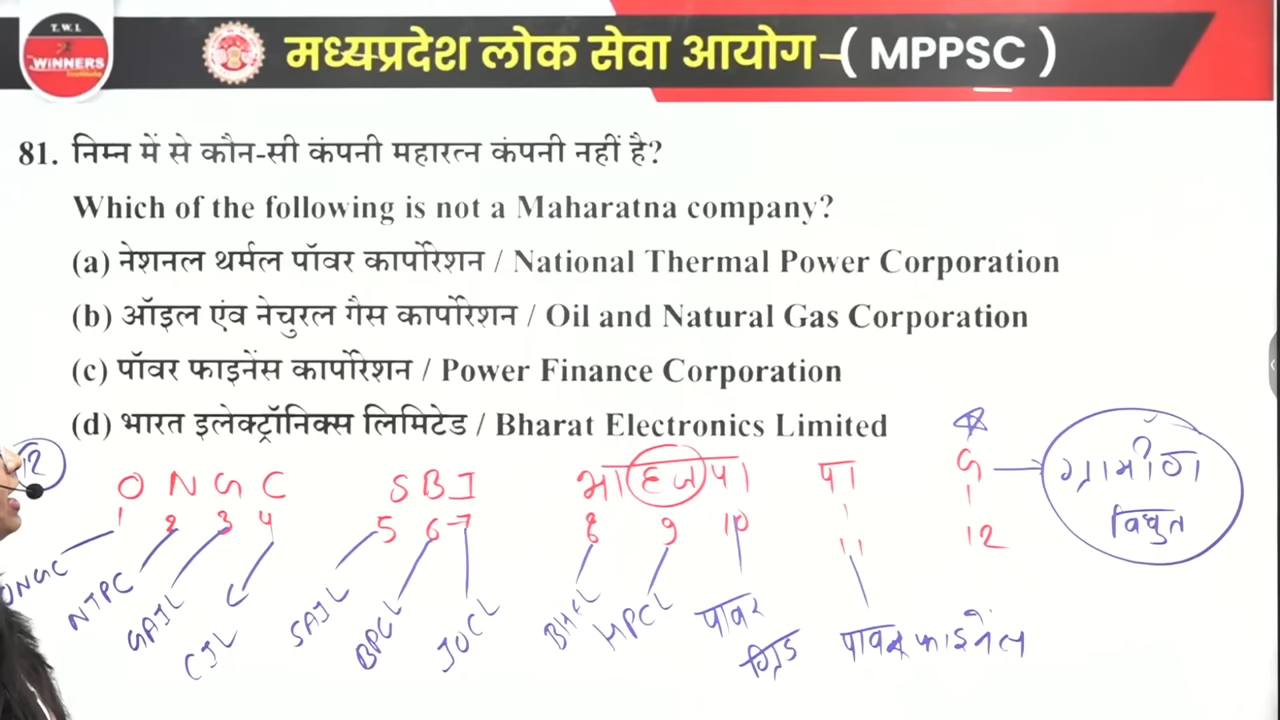 T.W.I.
WINNERS
Institute
मध्यप्रदेश लोक सेवा आयोग-( MPPSC )
81. निम्न में से कौन-सी कंपनी महारत्न कंपनी नहीं है?
Which of the following is not a Maharatna company?
(a) नेशनल थर्मल पॉवर कार्पोरेशन / National Thermal Power Corporation
(b) ऑइल एंव नेचुरल गैस कार्पोरेशन / Oil and Natural Gas Corporation
(c) पॉवर फाइनेंस कार्पोरेशन / Power Finance Corporation
(d) भारत इलेक्ट्रॉनिक्स लिमिटेड / Bharat Electronics Limited
12
O N G C SBI भाहजपा पा G ग्रामीण
1 2 3 4 5 6 7 8 9 10 11 12 विधुत
ONGC NTPC GAIL CIL SAIL BPCL IOCL BHEL HPCL पावर
ग्रिड पावर फाइनेंस